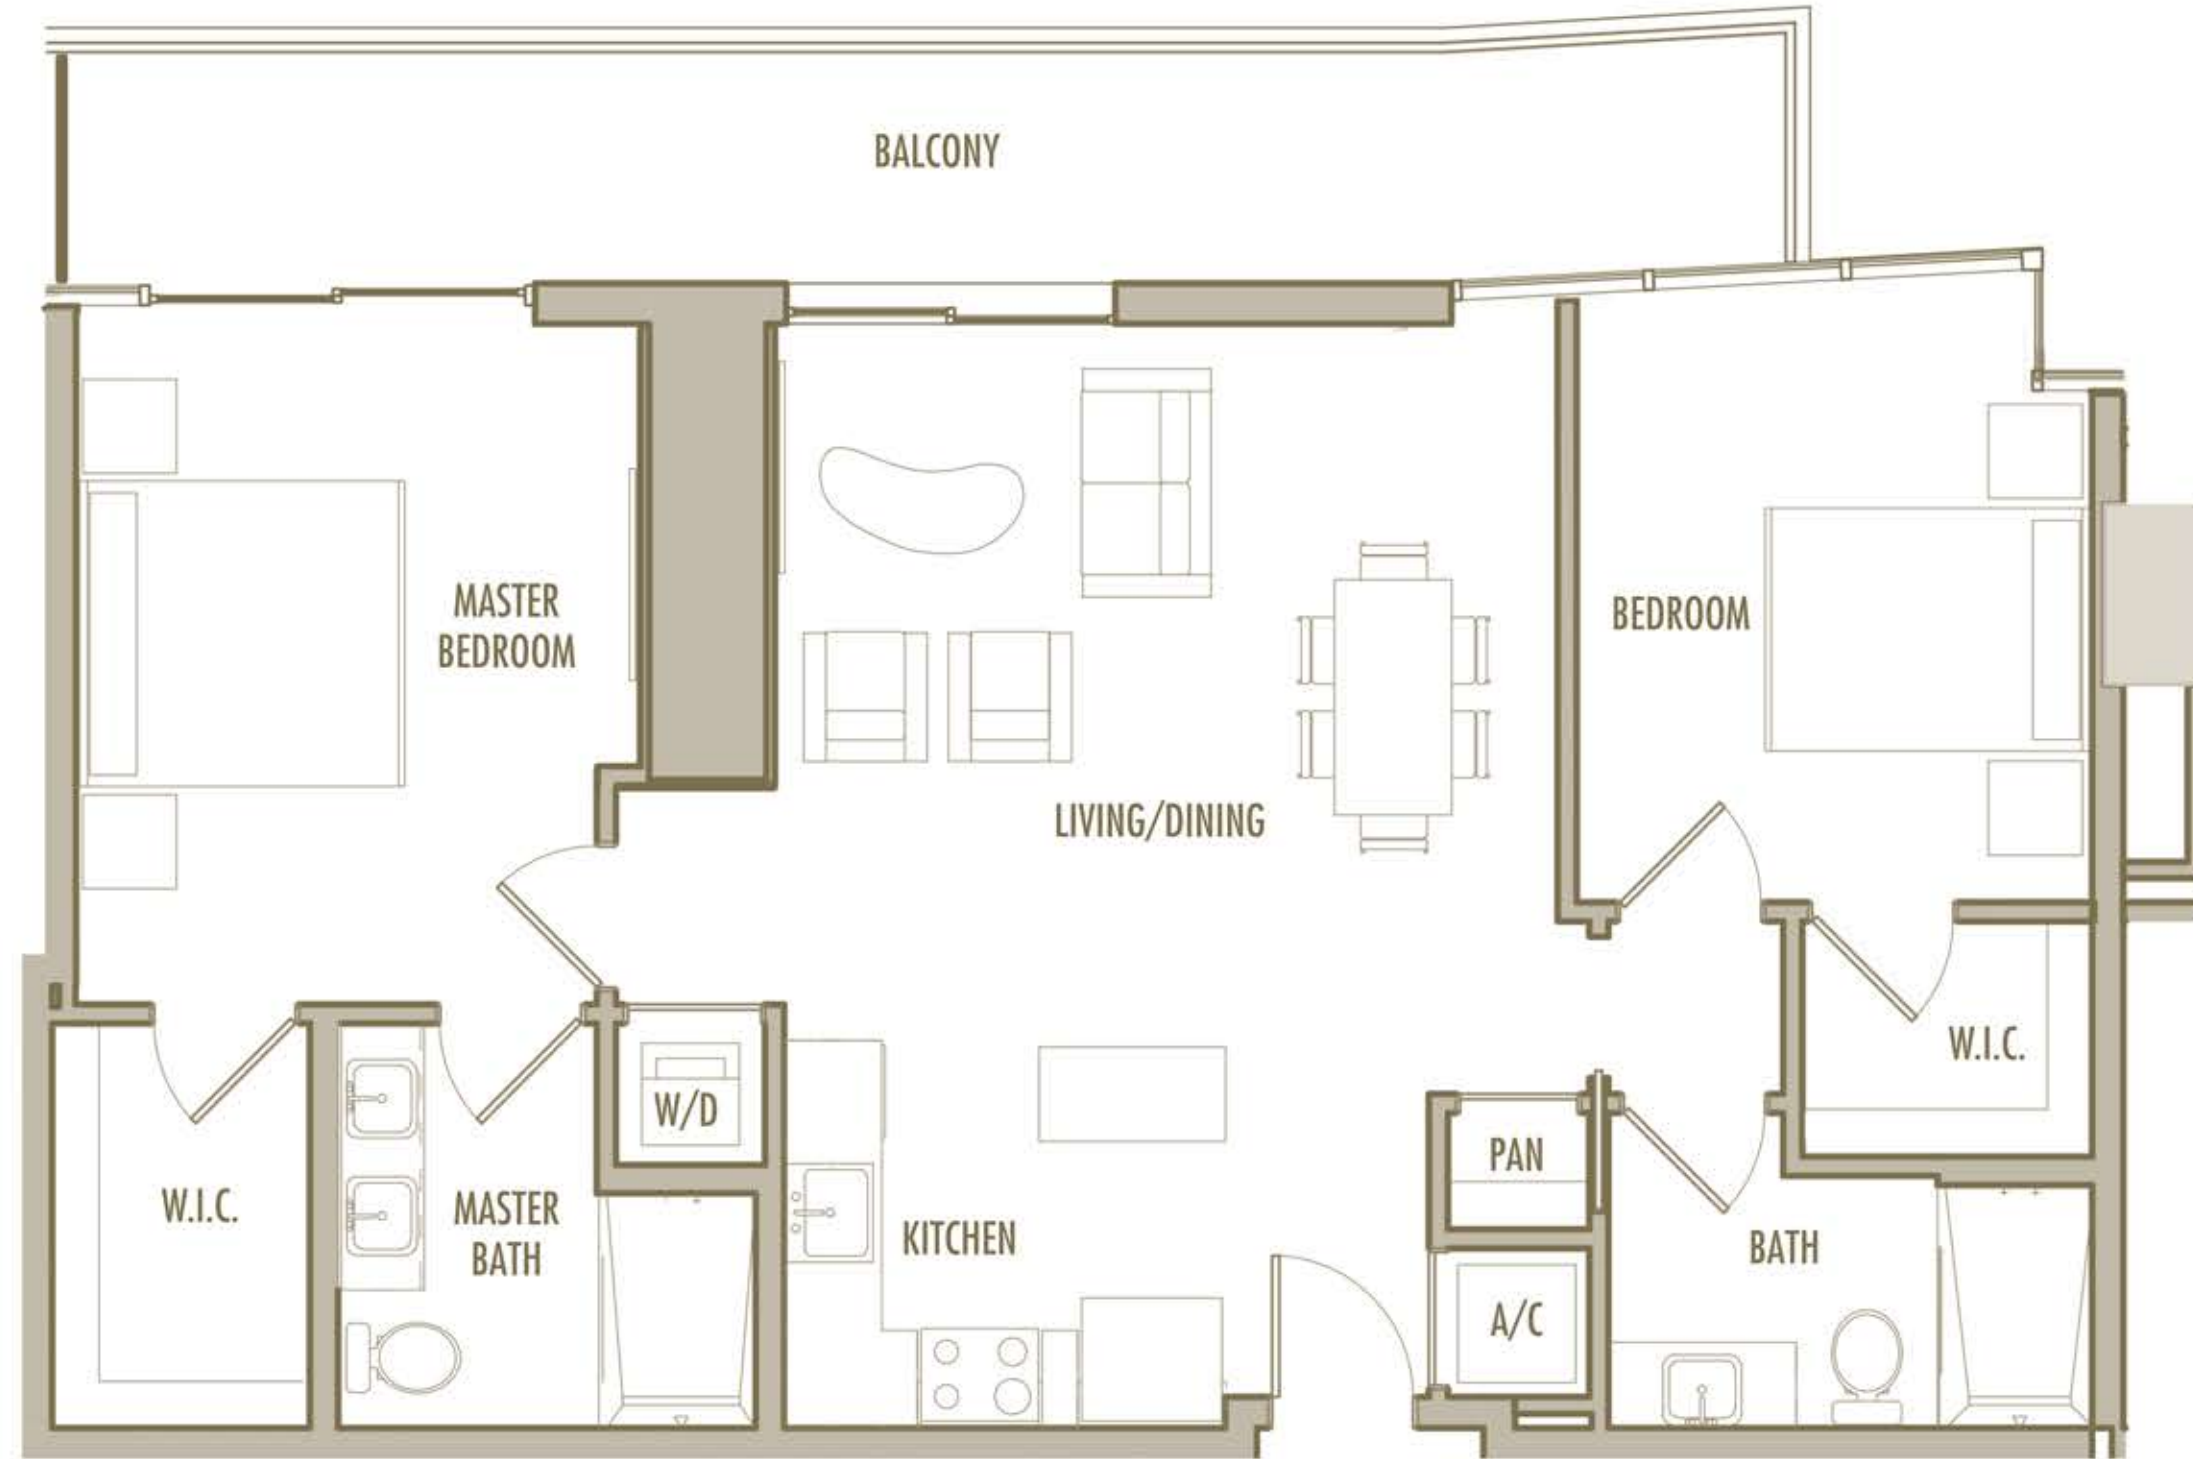 BALCONY
MASTER
BEDROOM
BEDROOM
LIVING/DINING
W.I.C.
W/D
PAN
W.I.C.
MASTER
BATH
KITCHEN
BATH
A/C